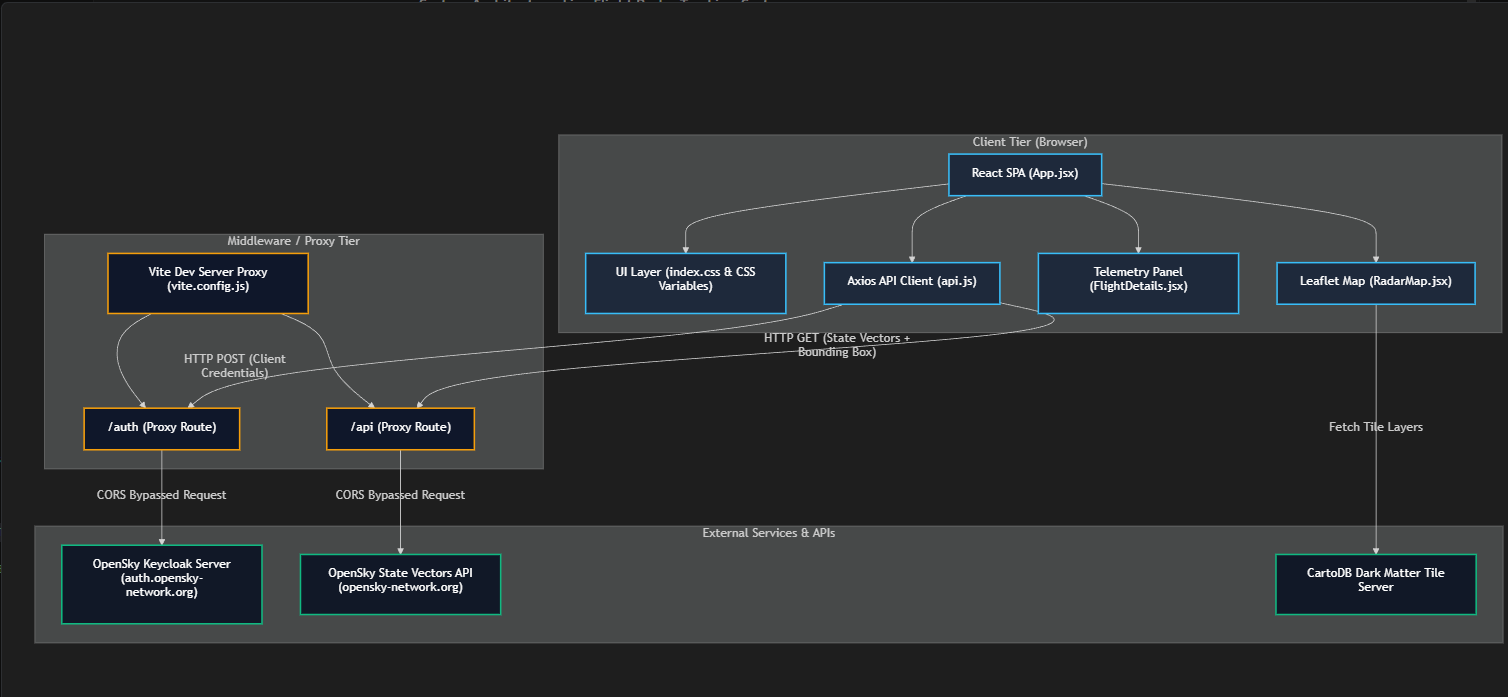 Client Tier (Browser)
React SPA (App.jsx)
Middleware / Proxy Tier
Vite Dev Server Proxy
(vite.config.js)
UI Layer (index.css & CSS
Variables)
Axios API Client (api.js)
Telemetry Panel
(FlightDetails.jsx)
Leaflet Map (RadarMap.jsx)
HTTP POST (Client
Credentials)
HTTP GET (State Vectors +
Bounding Box)
/auth (Proxy Route)
/api (Proxy Route)
Fetch Tile Layers
CORS Bypassed Request
CORS Bypassed Request
External Services & APIs
OpenSky Keycloak Server
(auth.opensky-
network.org)
OpenSky State Vectors API
(opensky-network.org)
CartoDB Dark Matter Tile
Server